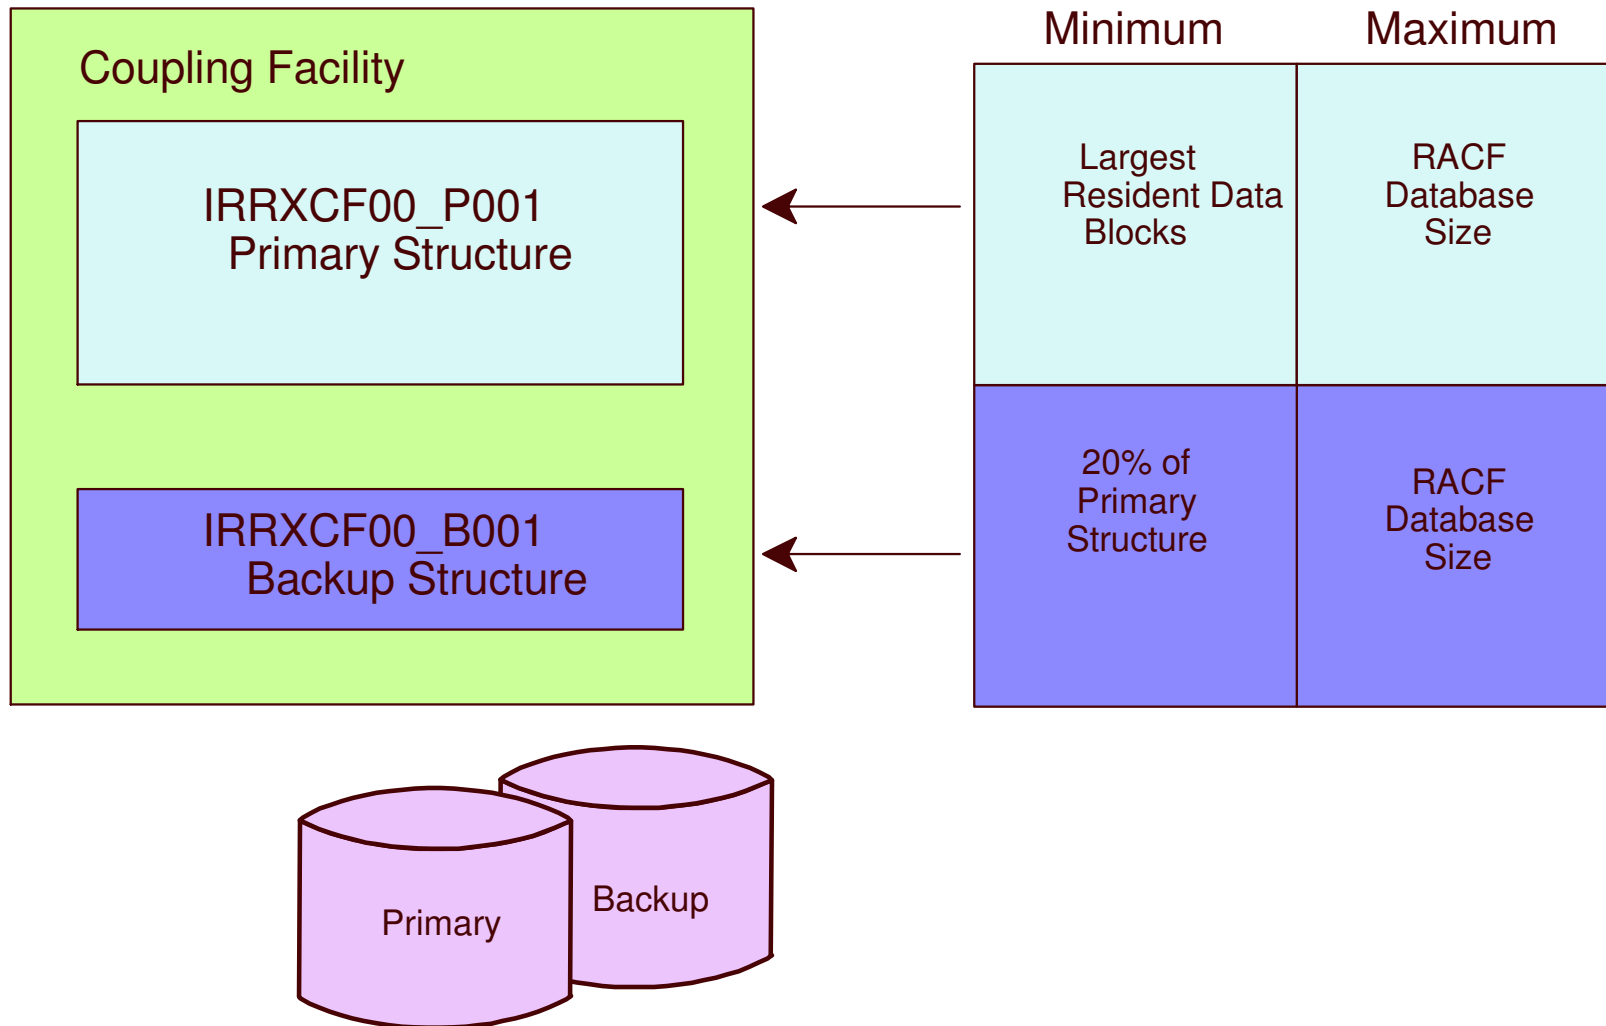 Coupling Facility
IRRXCF00_P001
Primary Structure
IRRXCF00_B001
Backup Structure
Minimum
Maximum
Largest
Resident Data
Blocks
RACF
Database
Size
20% of
Primary
Structure
RACF
Database
Size
Primary
Backup